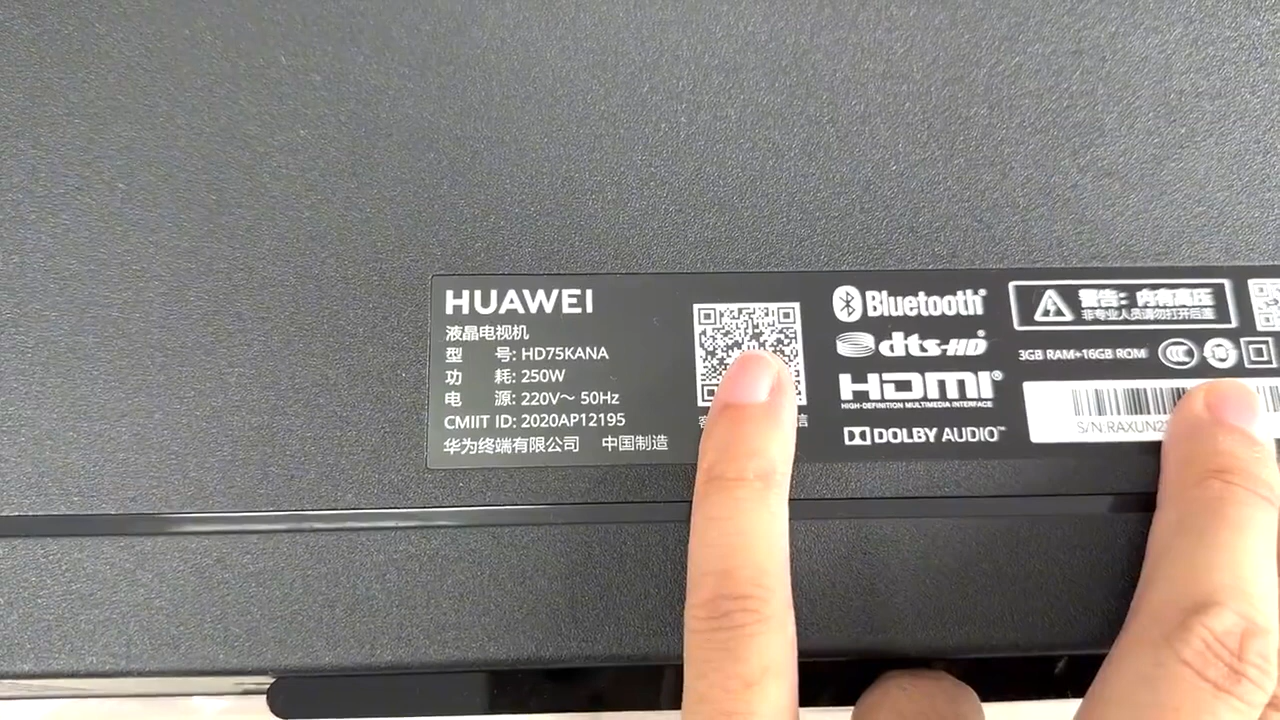 HUAWEI
液晶电视机
型 号: HD75KANA
功 耗: 250W
电 源: 220V～ 50Hz
CMIIT ID: 2020AP12195
华为终端有限公司 中国制造
Bluetooth®
dts-HD
HDMI®
HIGH-DEFINITION MULTIMEDIA INTERFACE
DOLBY AUDIO™
警告：内有高压
非专业人员请勿打开后盖
3GB RAM+16GB ROM
S/N:RAXUN2